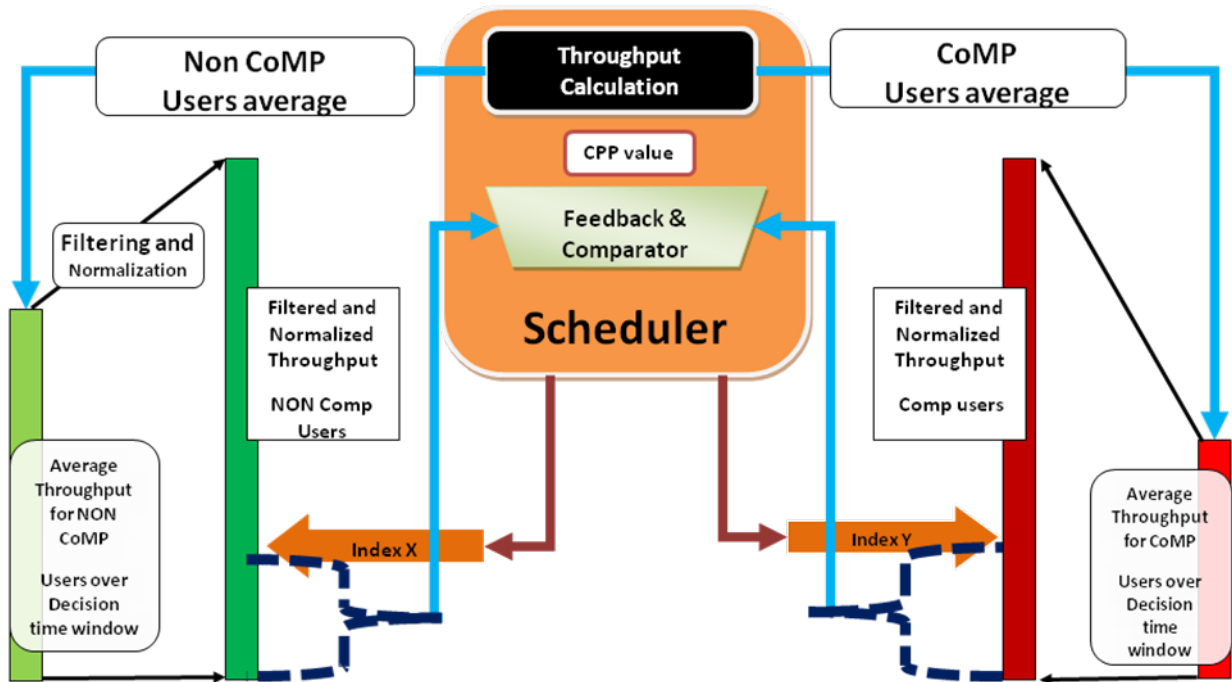 Non CoMP
Users average
Throughput
Calculation
CoMP
Users average
CPP value
Feedback &
Comparator
Scheduler
Filtering and
Normalization
Filtered and
Normalized
Throughput
NON Comp
Users
Filtered and
Normalized
Throughput
Comp users
Average
Throughput
for NON
CoMP
Users over
Decision
time window
Index X
Index Y
Average
Throughput
for CoMP
Users over
Decision
time
window